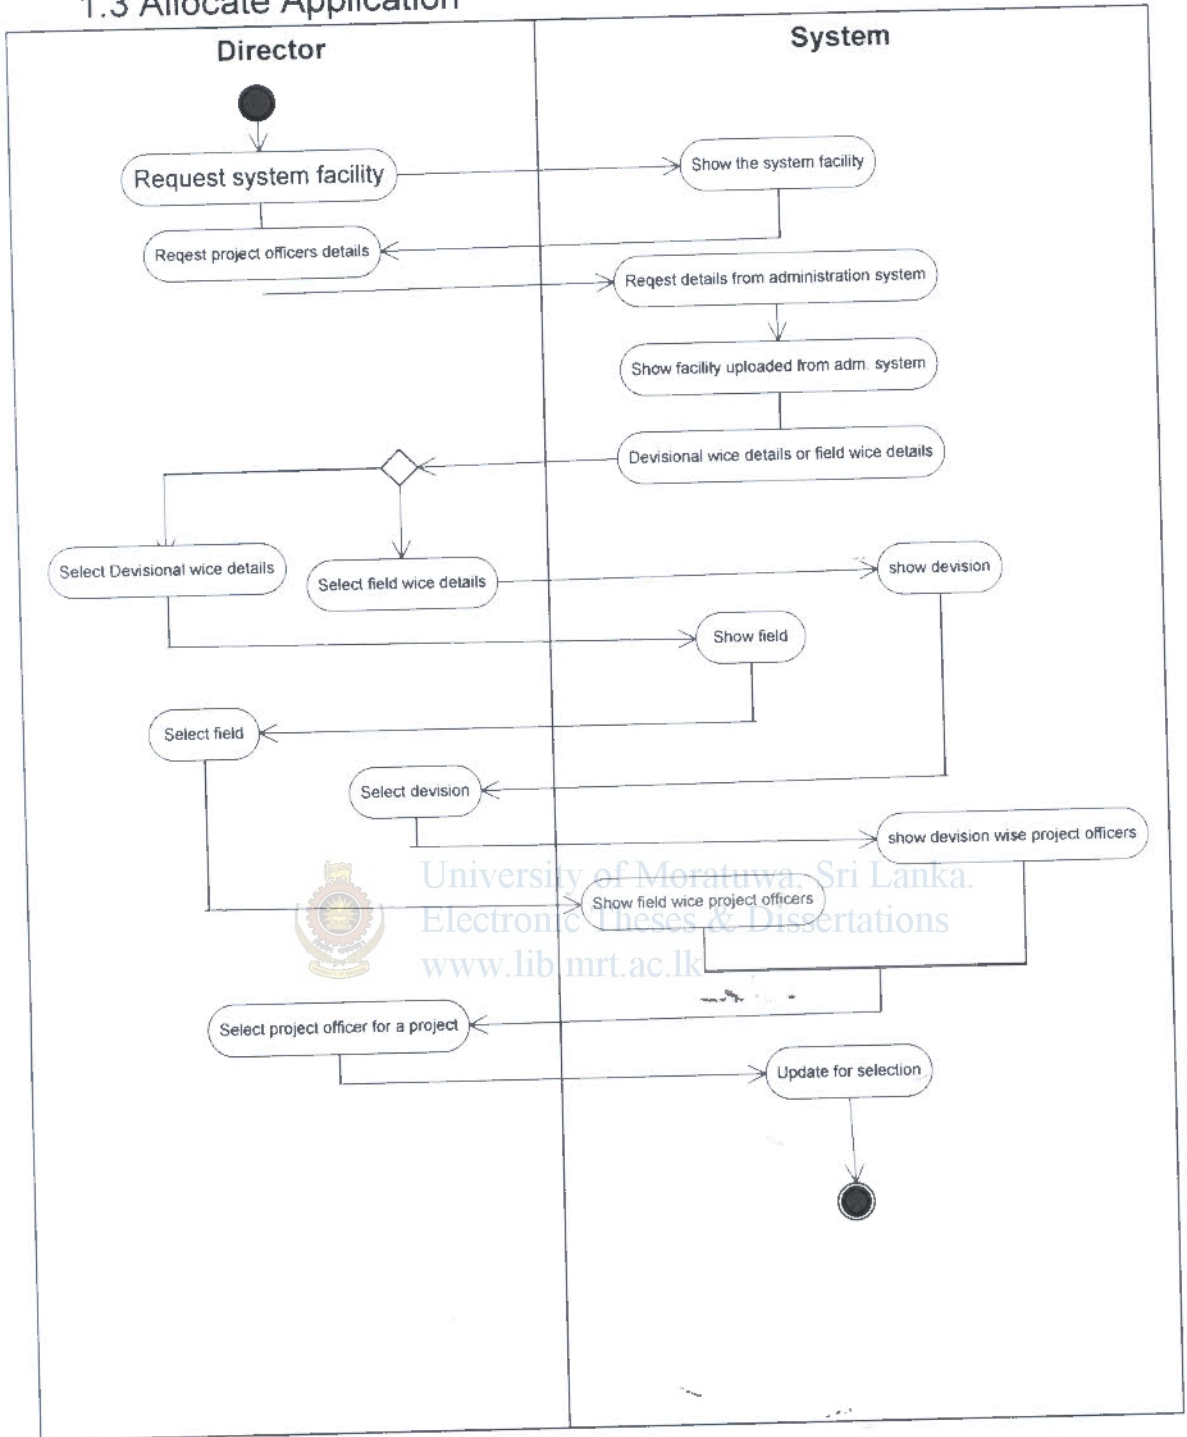 1.3 Allocate Application
Director
System
Request system facility
Show the system facility
Reqest project officers details
Reqest details from administration system
Show facility uploaded from adm. system
Devisional wice details or field wice details
Select Devisional wice details
Select field wice details
show devision
Show field
Select field
Select devision
show devision wise project officers
University of Moratuwa. Sri Lanka.
Show field wice project officers
Electronic Theses & Dissertations
www.lib.mrt.ac.lk
Select project officer for a project
Update for selection